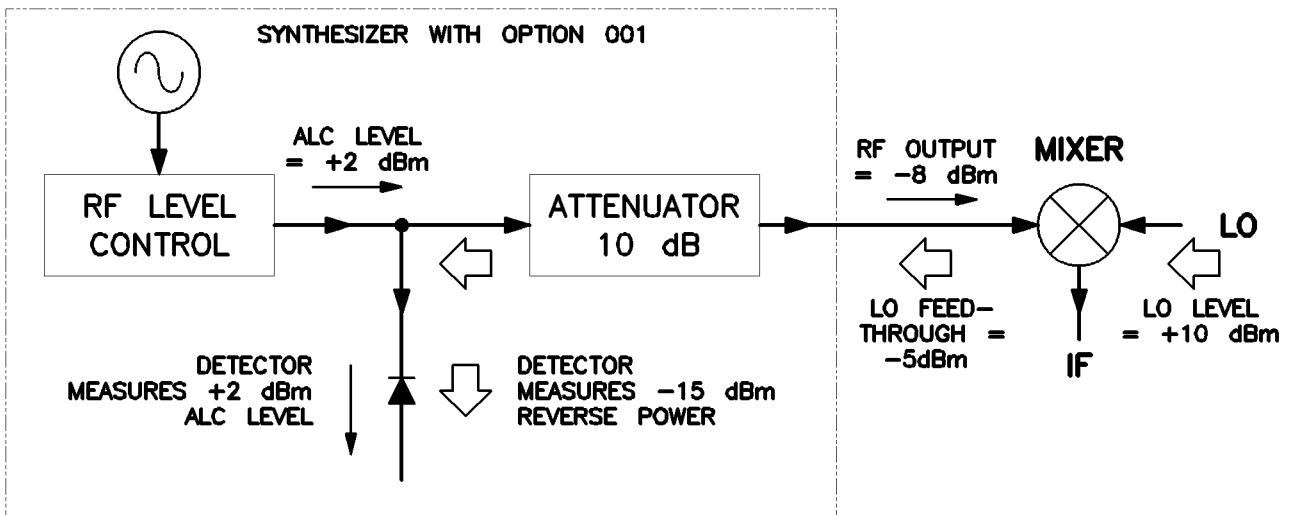 SYNTHESIZER WITH OPTION 001
ALC LEVEL
= +2 dBm
RF LEVEL
CONTROL
ATTENUATOR
10 dB
RF OUTPUT
= -8 dBm
MIXER
LO
LO FEED-
THROUGH =
-5dBm
LO LEVEL
= +10 dBm
IF
DETECTOR
MEASURES +2 dBm
ALC LEVEL
DETECTOR
MEASURES -15 dBm
REVERSE POWER